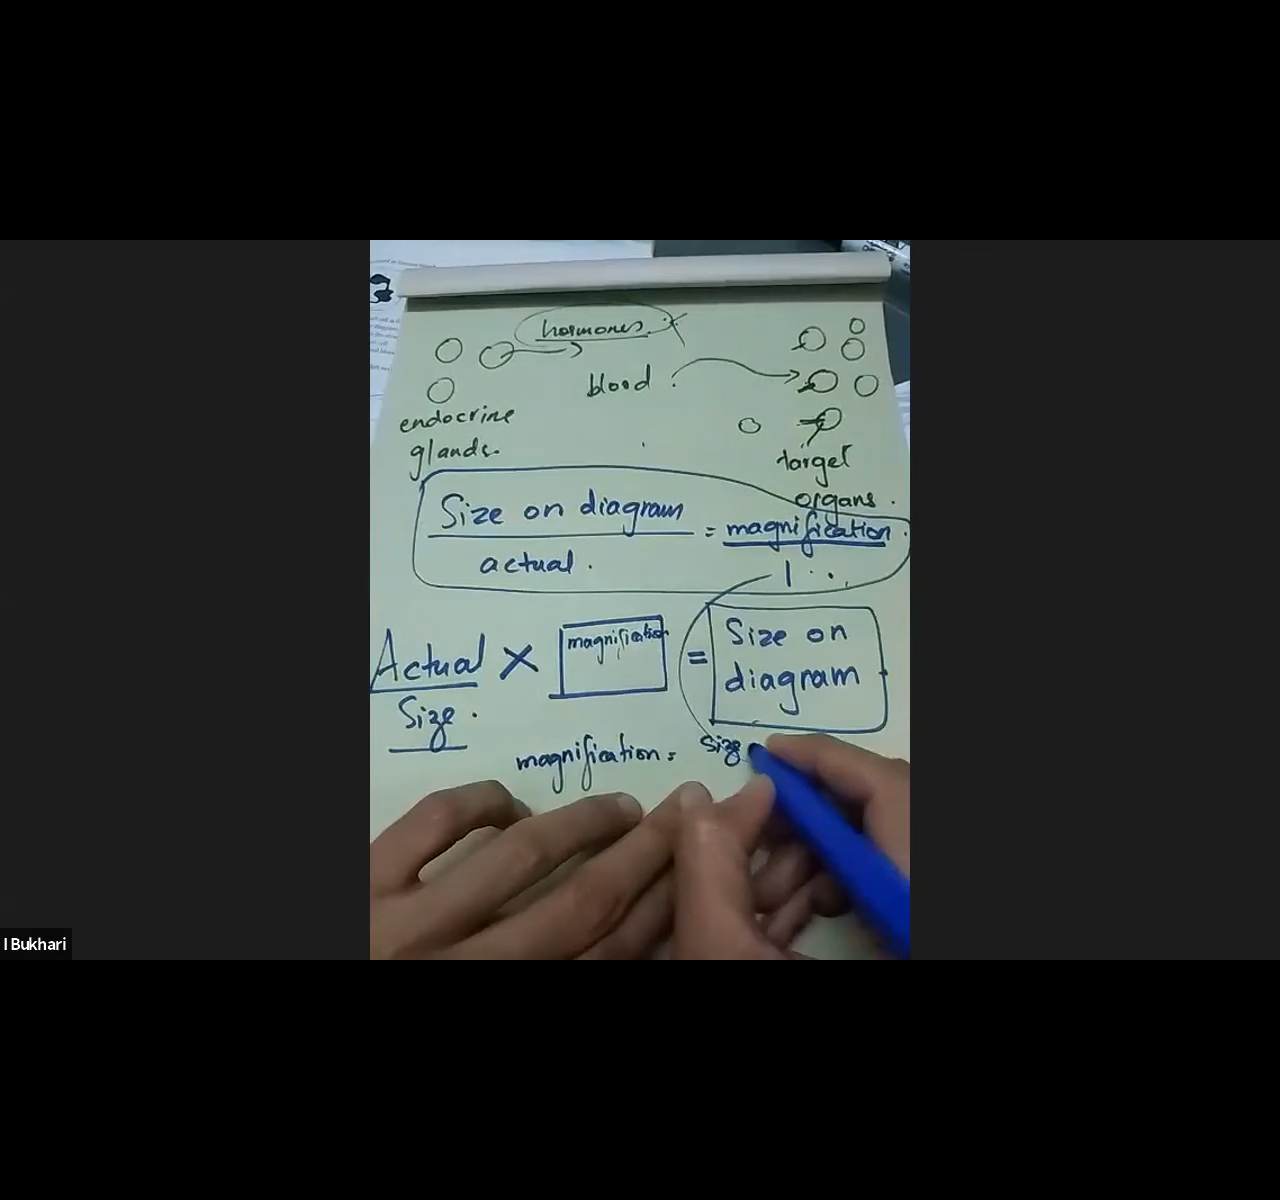 hormones.
blood.
endocrine
glands.
target
organs.
Size on diagram
actual.
= magnification
1
Actual × magnification = Size on
diagram
Size.
magnification = Size
I Bukhari